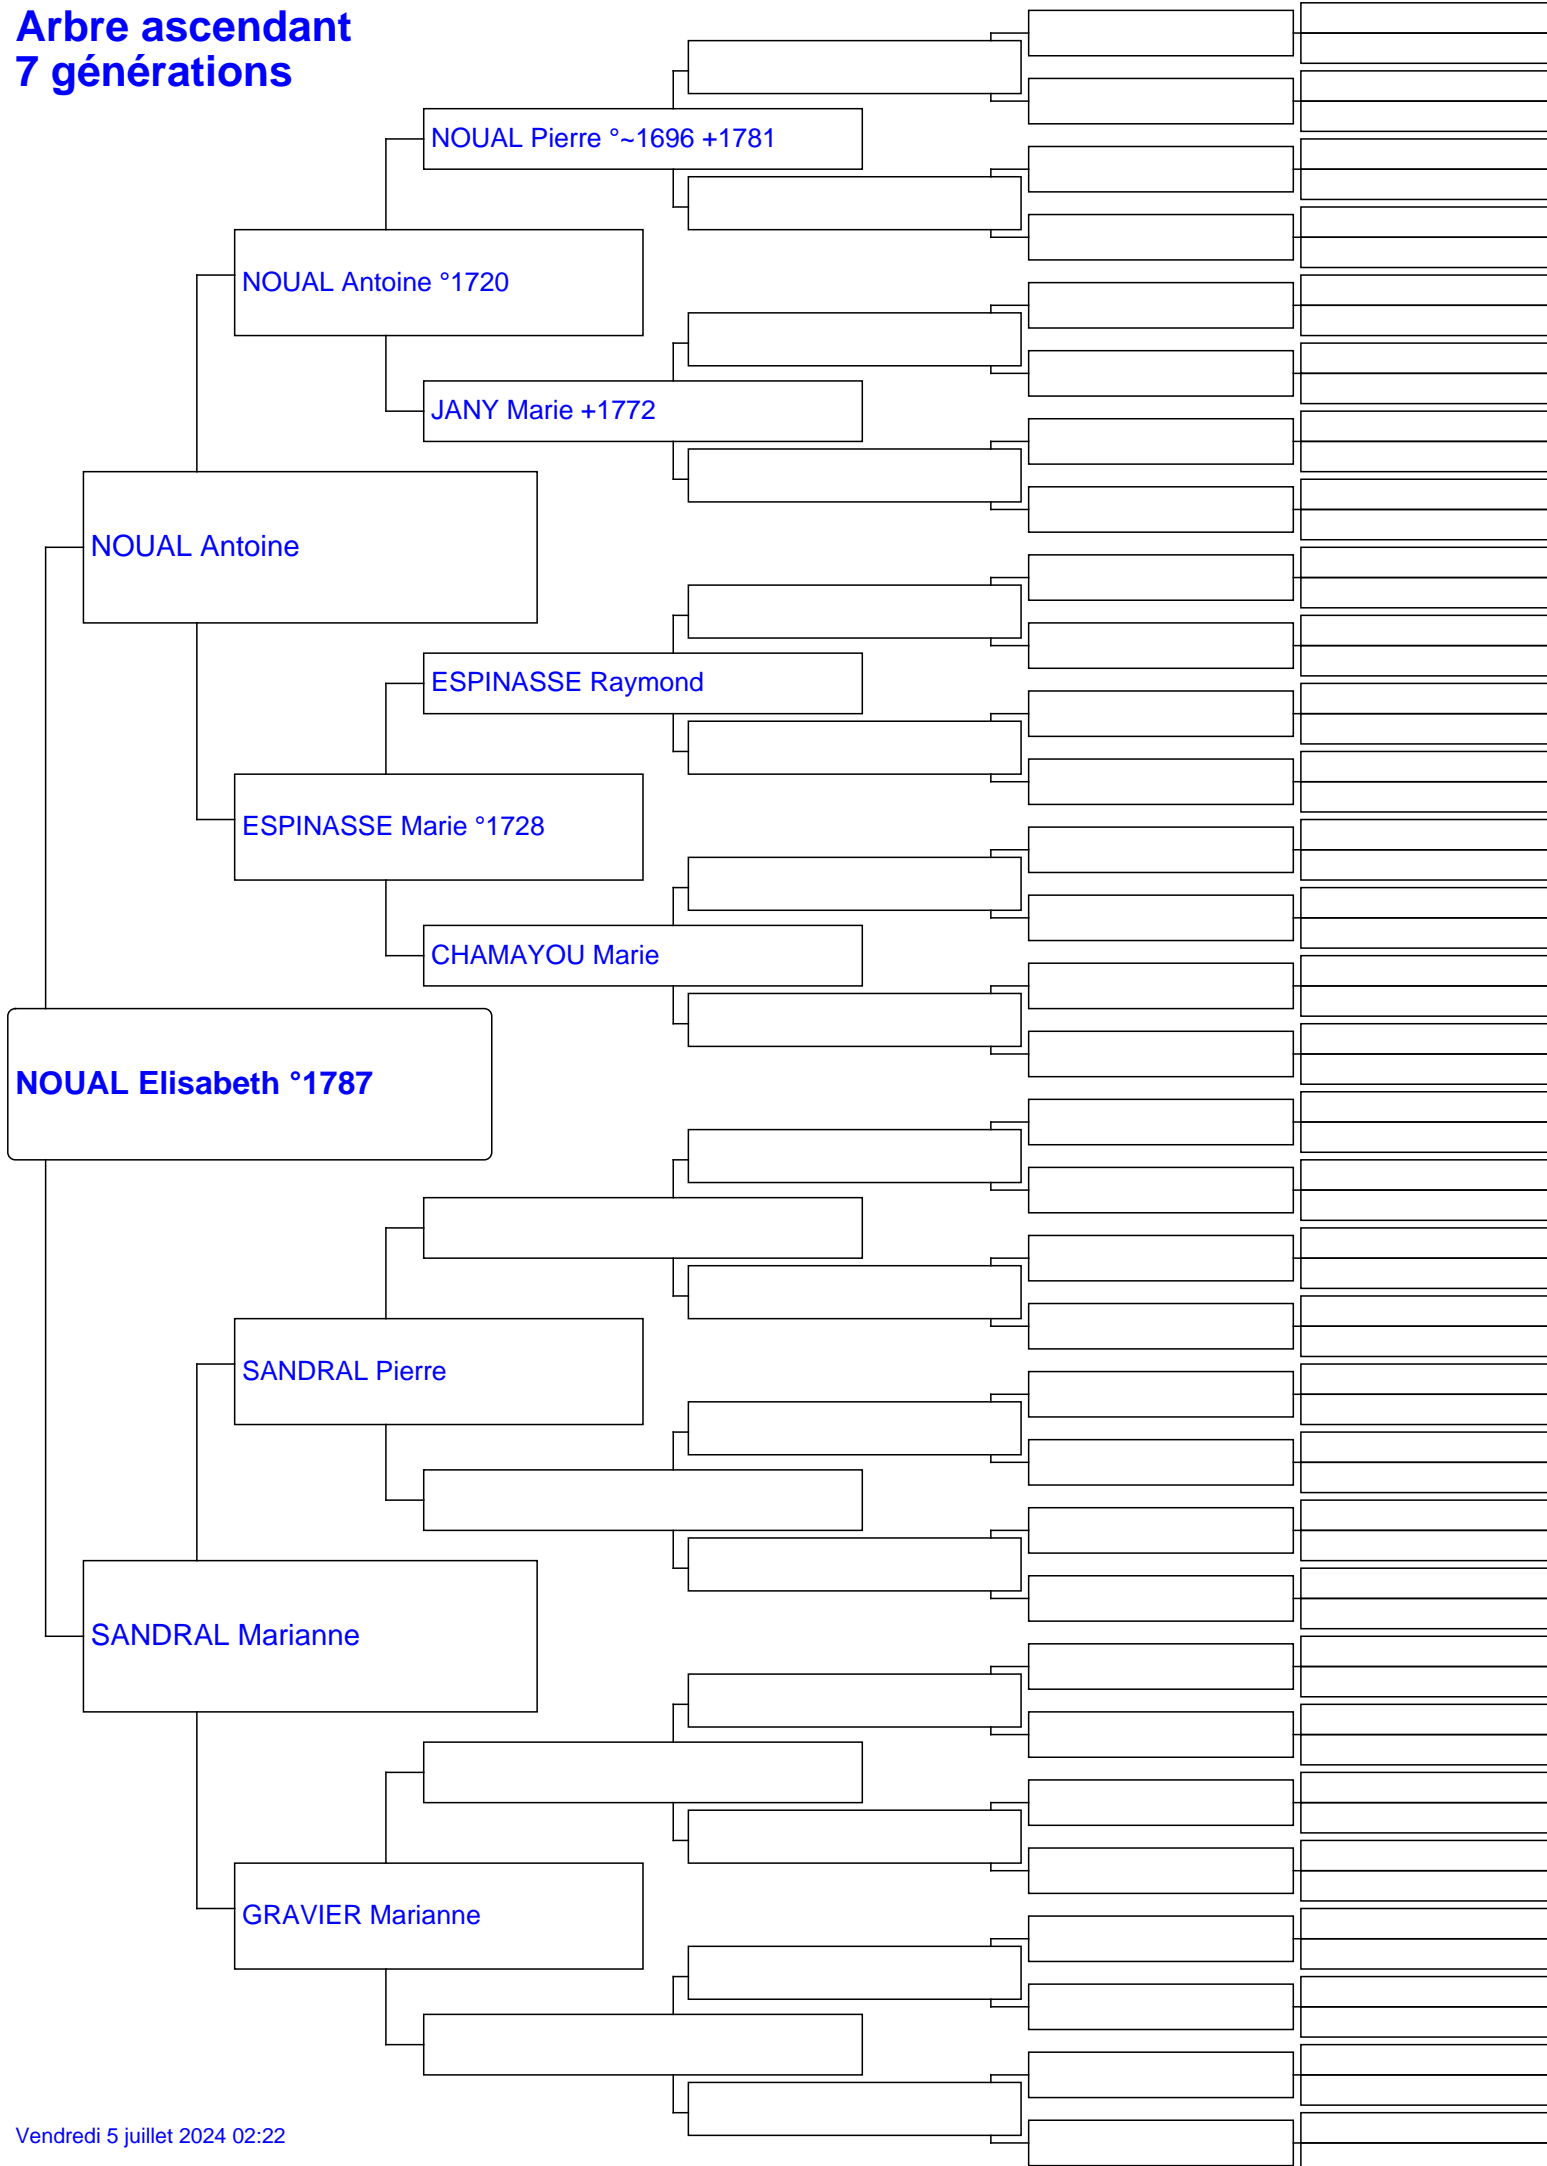 Arbre ascendant
7 générations
NOUAL Pierre °~1696 +1781
NOUAL Antoine °1720
JANY Marie +1772
NOUAL Antoine
ESPINASSE Raymond
ESPINASSE Marie °1728
CHAMAYOU Marie
NOUAL Elisabeth °1787
SANDRAL Pierre
SANDRAL Marianne
GRAVIER Marianne
Vendredi 5 juillet 2024 02:22